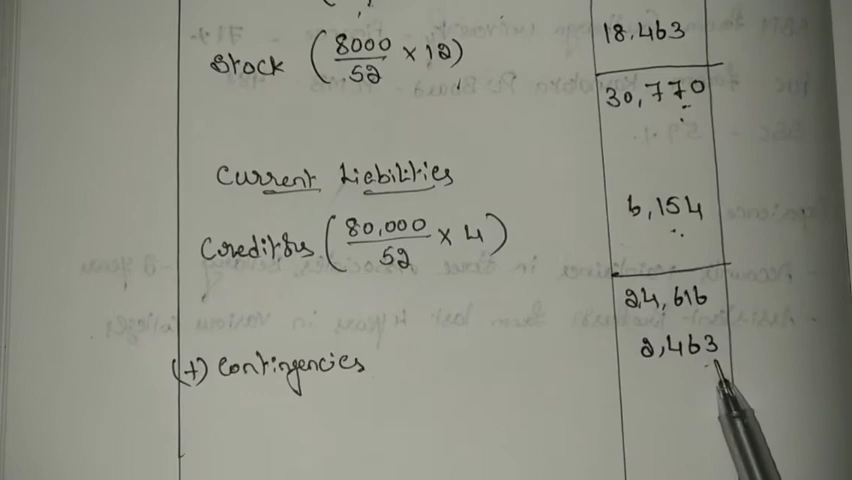 Stock (8000/52 × 12) 18,463
30,770
Current Liabilities
Creditors (80,000/52 × 4) 6,154
24,616
(+) Contingencies 2,463